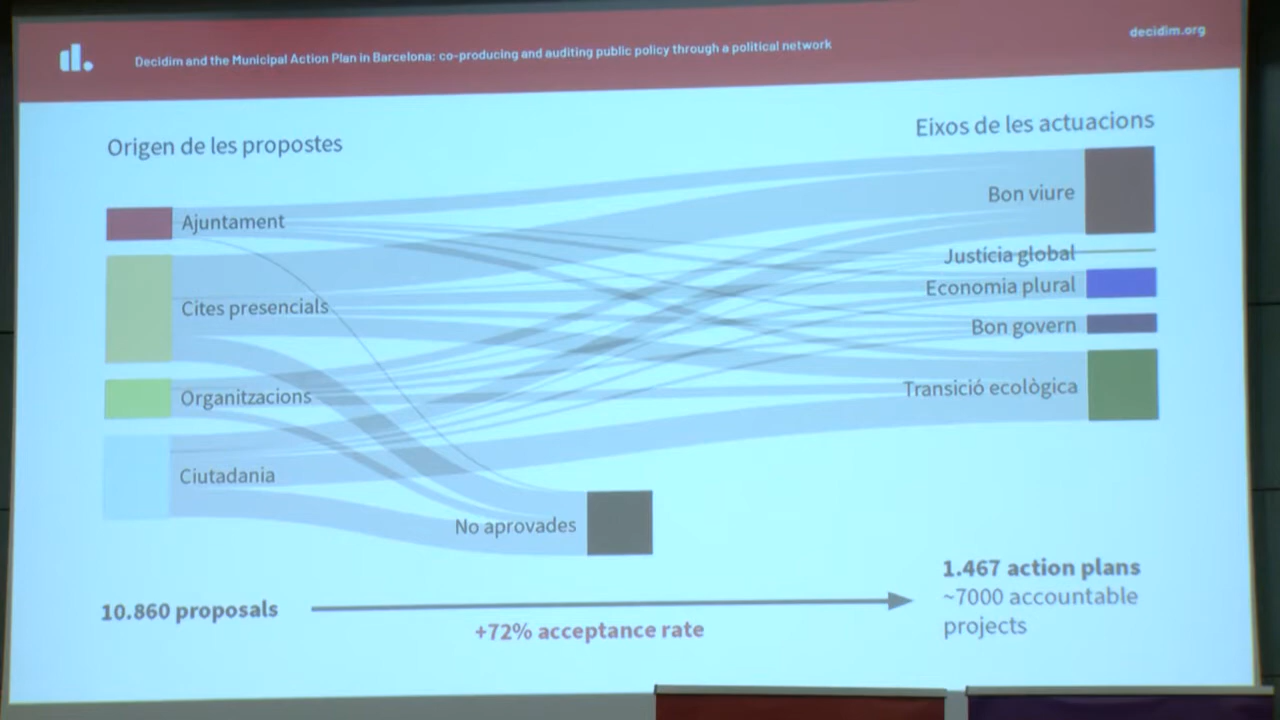 Decidim and the Municipal Action Plan in Barcelona: co-producing and auditing public policy through a political network
decidim.org
Origen de les propostes
Eixos de les actuacions
Ajuntament
Cites presencials
Organitzacions
Ciutadania
Bon viure
Justícia global
Economia plural
Bon govern
Transició ecològica
No aprovades
10.860 proposals
+72% acceptance rate
1.467 action plans
~7000 accountable
projects